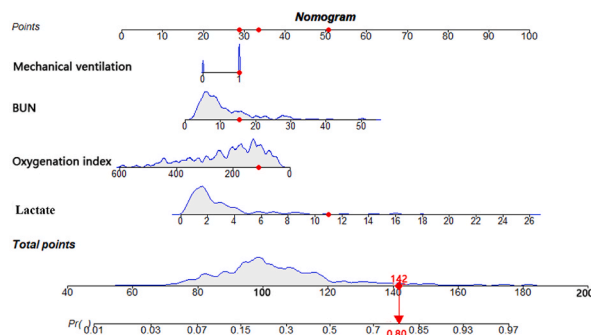 Nomogram
Points 0 10 20 30 40 50 60 70 80 90 100
Mechanical ventilation
0 1
BUN
0 10 20 30 40 50
Oxygenation index
600 400 200 0
Lactate
0 2 4 6 8 10 12 14 16 18 20 22 24 26
Total points
142
40 60 80 100 120 140 160 180 200
Pr( ) 0.01 0.03 0.07 0.15 0.3 0.5 0.7 0.80 0.85 0.93 0.97